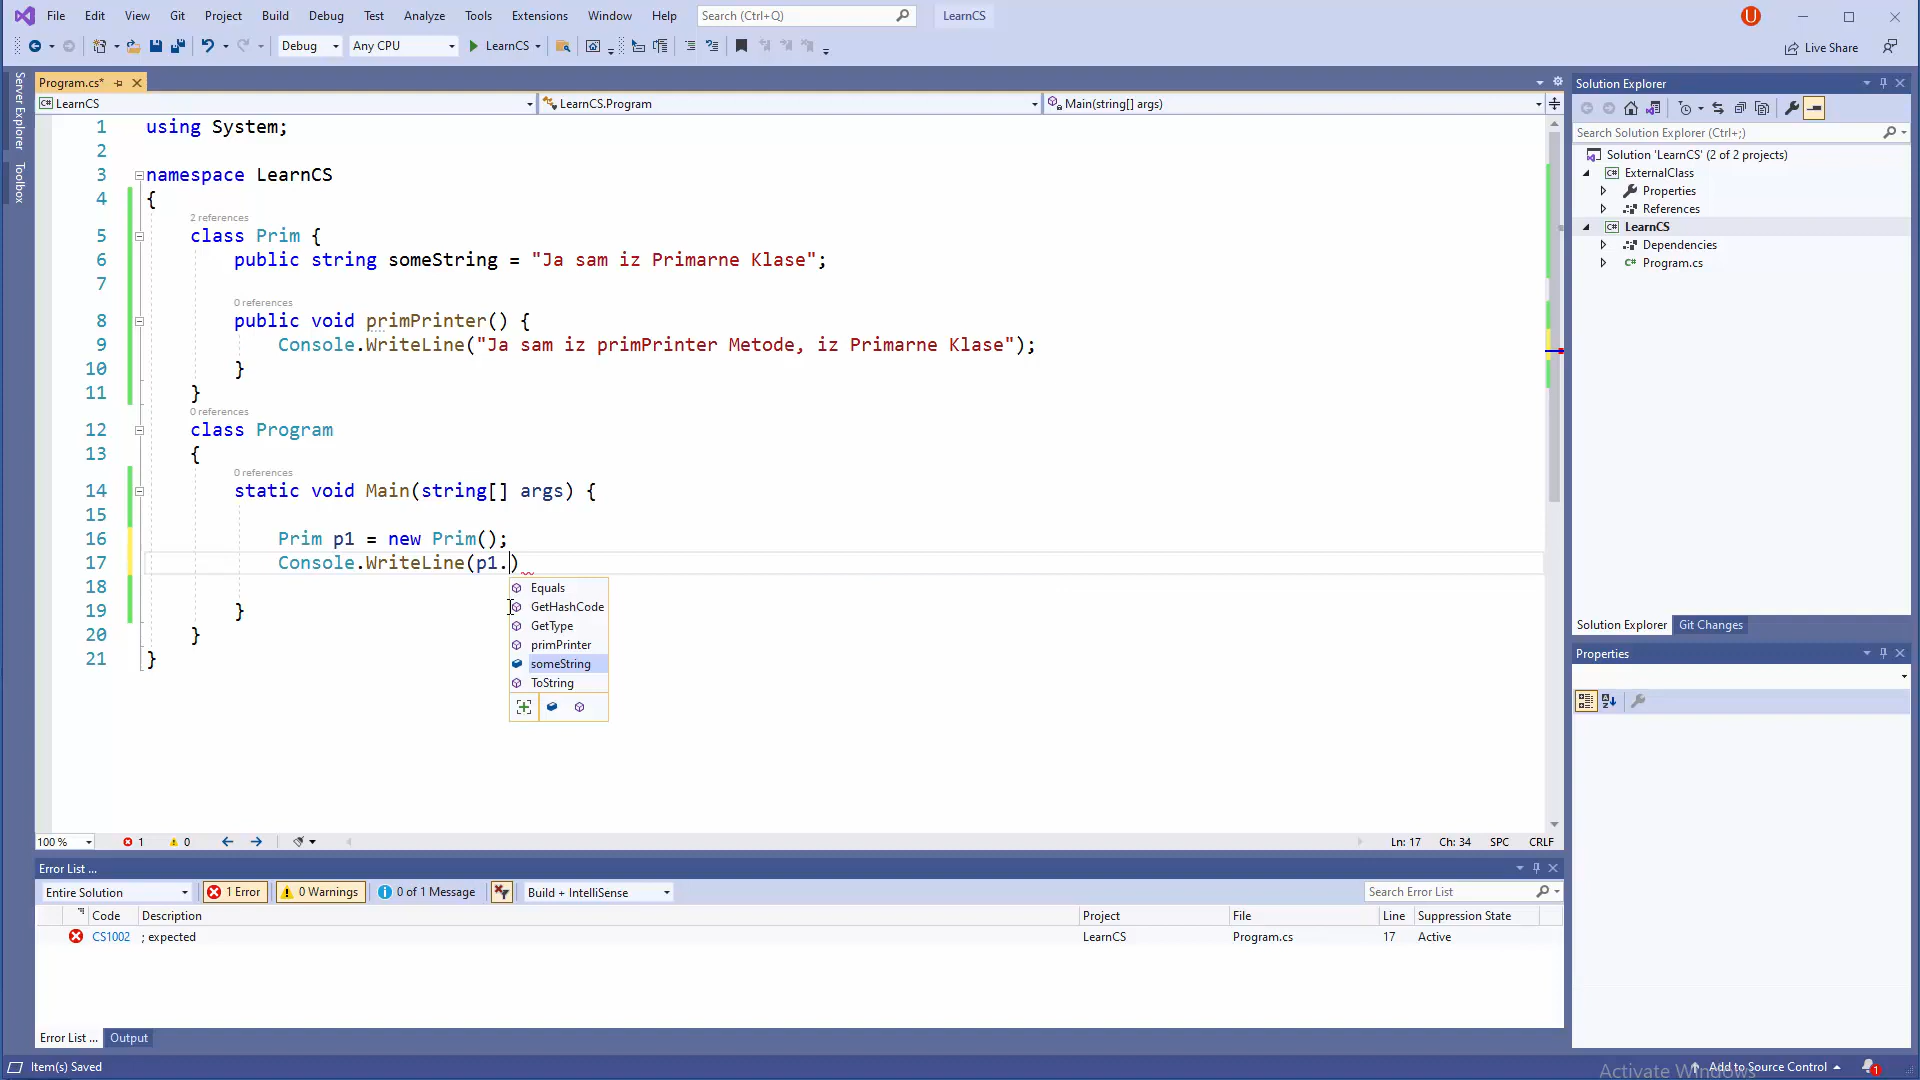 File Edit View Git Project Build Debug Test Analyze Tools Extensions Window Help Search (Ctrl+Q) LearnCS U
Debug Any CPU LearnCS Live Share
Server Explorer
Toolbox
Program.cs*
LearnCS LearnCS.Program Main(string[] args)
1 using System;
2
3 namespace LearnCS
4 {
2 references
5 class Prim {
6 public string someString = "Ja sam iz Primarne Klase";
7
0 references
8 public void primPrinter() {
9 Console.WriteLine("Ja sam iz primPrinter Metode, iz Primarne Klase");
10 }
11 }
0 references
12 class Program
13 {
0 references
14 static void Main(string[] args) {
15
16 Prim p1 = new Prim();
17 Console.WriteLine(p1.)
18
19 }
20 }
21 }
Equals
GetHashCode
GetType
primPrinter
someString
ToString
100 % 1 0 Ln: 17 Ch: 34 SPC CRLF
Error List ...
Entire Solution 1 Error 0 Warnings 0 of 1 Message Build + IntelliSense Search Error List
Code Description Project File Line Suppression State
CS1002 ; expected LearnCS Program.cs 17 Active
Error List ... Output
Item(s) Saved
Solution Explorer
Search Solution Explorer (Ctrl+;)
Solution 'LearnCS' (2 of 2 projects)
C# ExternalClass
Properties
References
C# LearnCS
Dependencies
C# Program.cs
Solution Explorer Git Changes
Properties
Activate Windows
Add to Source Control 1